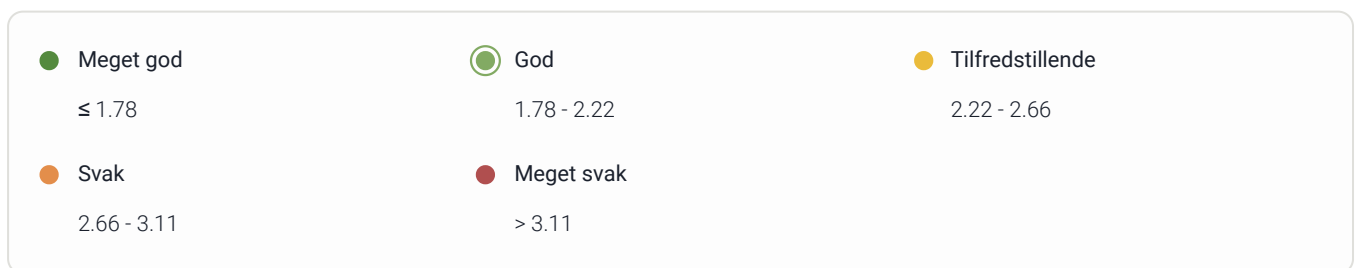 Meget god
God
Tilfredstillende
≤ 1.78
1.78 - 2.22
2.22 - 2.66
Svak
Meget svak
2.66 - 3.11
> 3.11